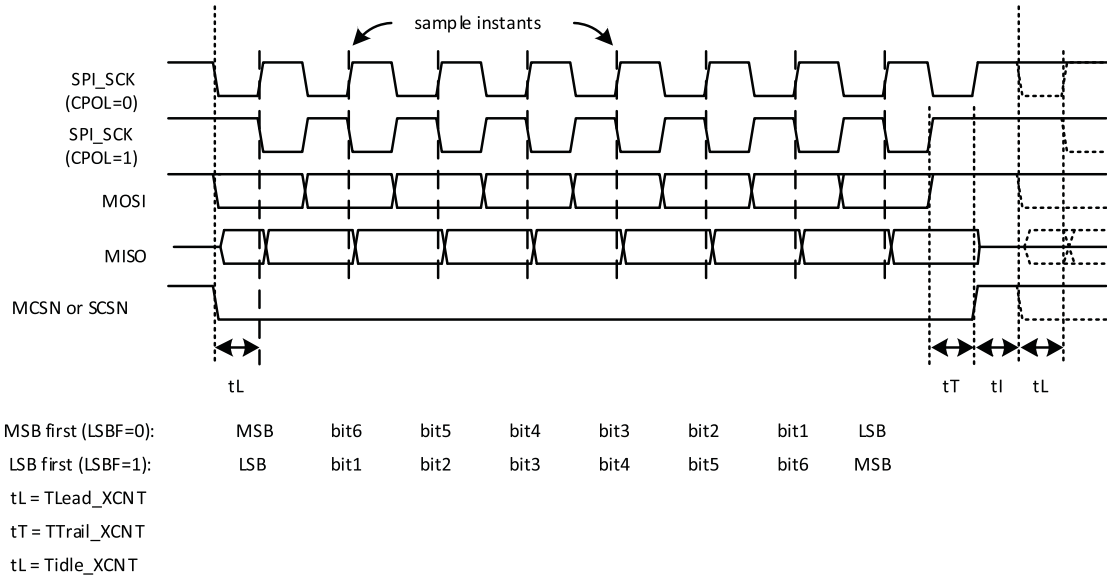 sample instants
SPI_SCK
(CPOL=0)
SPI_SCK
(CPOL=1)
MOSI
MISO
MCSN or SCSN
tL tT tI tL
MSB first (LSBF=0): MSB bit6 bit5 bit4 bit3 bit2 bit1 LSB
LSB first (LSBF=1): LSB bit1 bit2 bit3 bit4 bit5 bit6 MSB
tL = TLead_XCNT
tT = TTrail_XCNT
tL = Tidle_XCNT